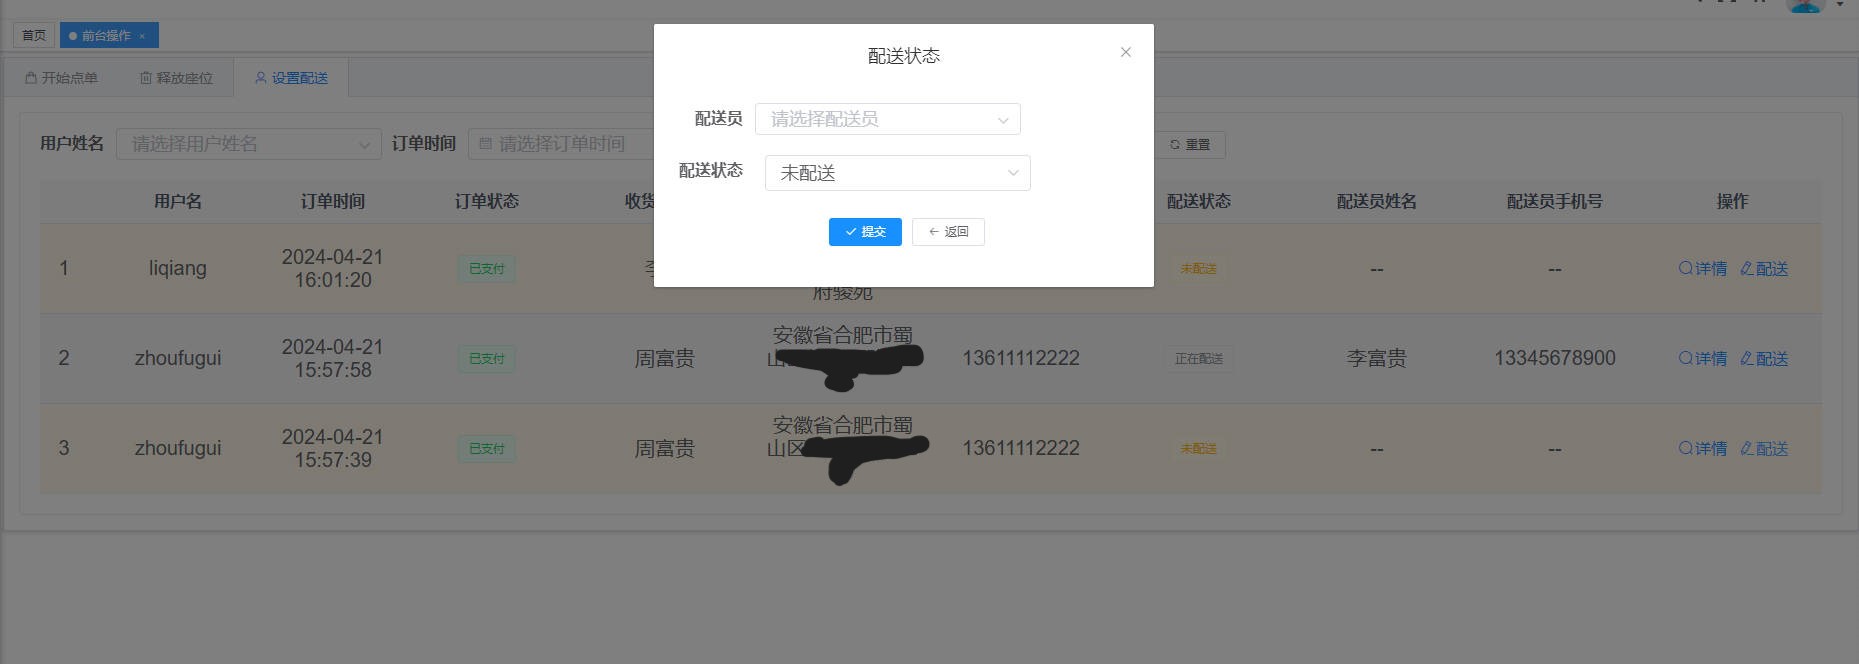 首页 前台操作 ×
开始点单 释放座位 设置配送
配送状态
配送员 请选择配送员
配送状态 未配送
提交 返回
用户姓名 请选择用户姓名 订单时间 请选择订单时间 重置
用户名 订单时间 订单状态 收货 配送状态 配送员姓名 配送员手机号 操作
1 liqiang 2024-04-21 16:01:20 已支付 府骏苑 未配送 -- -- 详情 配送
2 zhoufugui 2024-04-21 15:57:58 已支付 周富贵 安徽省合肥市蜀山 13611112222 正在配送 李富贵 13345678900 详情 配送
3 zhoufugui 2024-04-21 15:57:39 已支付 周富贵 安徽省合肥市蜀山区 13611112222 未配送 -- -- 详情 配送